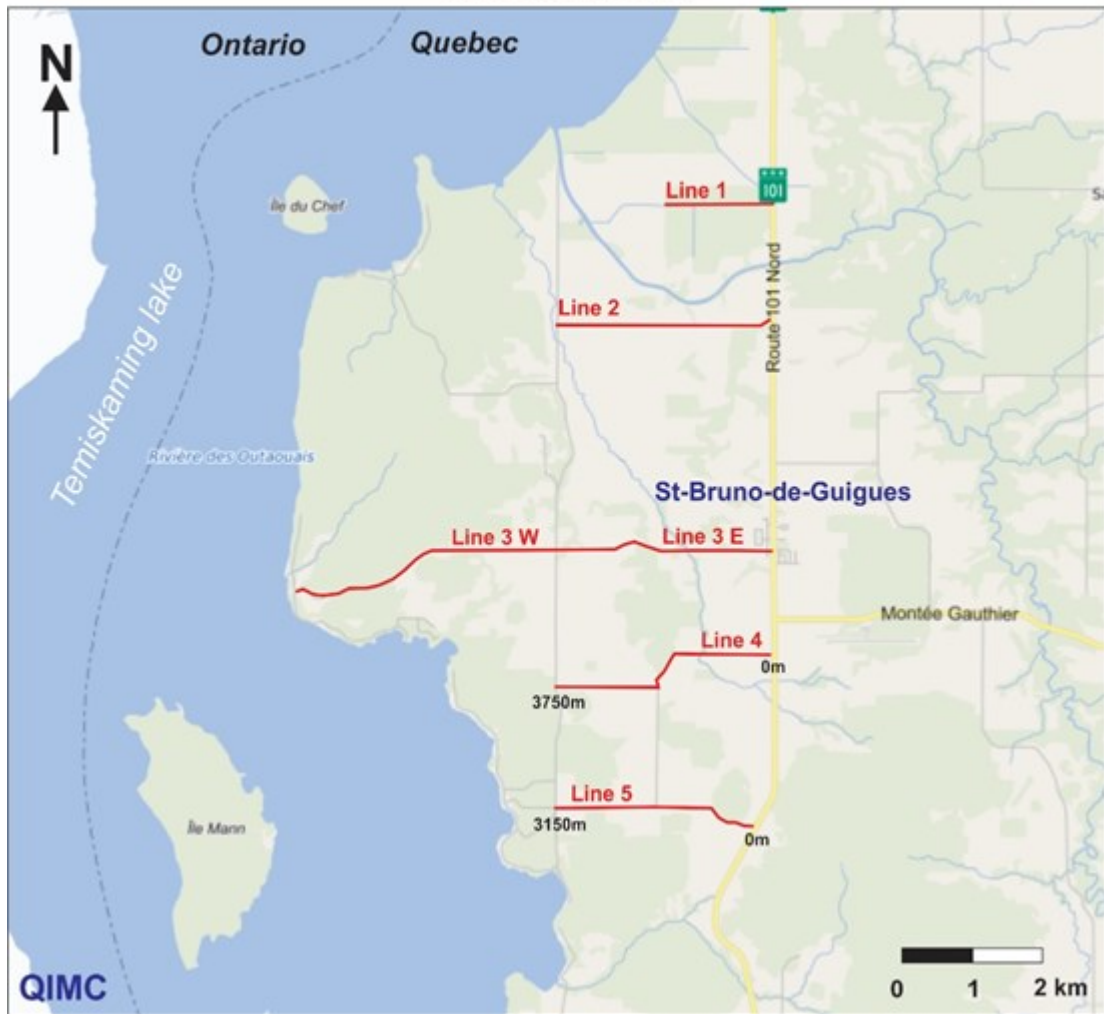 Ontario
Quebec
N
Line 1
101
Sa
Île du Chef
Temiskaming lake
Line 2
Route 101 Nord
Rivière des Outaouais
St-Bruno-de-Guigues
Line 3 W
Line 3 E
Montée Gauthier
Line 4
0m
3750m
Line 5
3150m
0m
Île Mann
QIMC
0 1 2 km